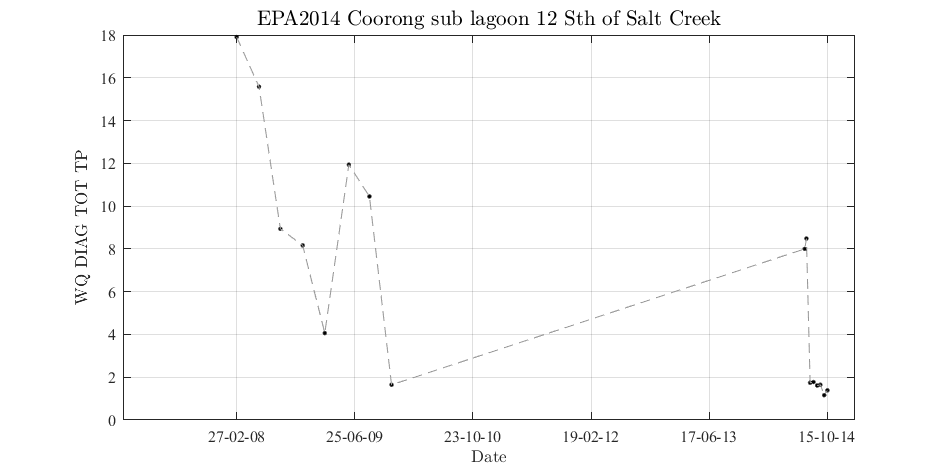 EPA2014 Coorong sub lagoon 12 Sth of Salt Creek
WQ DIAG TOT TP
18
16
14
12
10
8
6
4
2
0
27-02-08 25-06-09 23-10-10 19-02-12 17-06-13 15-10-14
Date